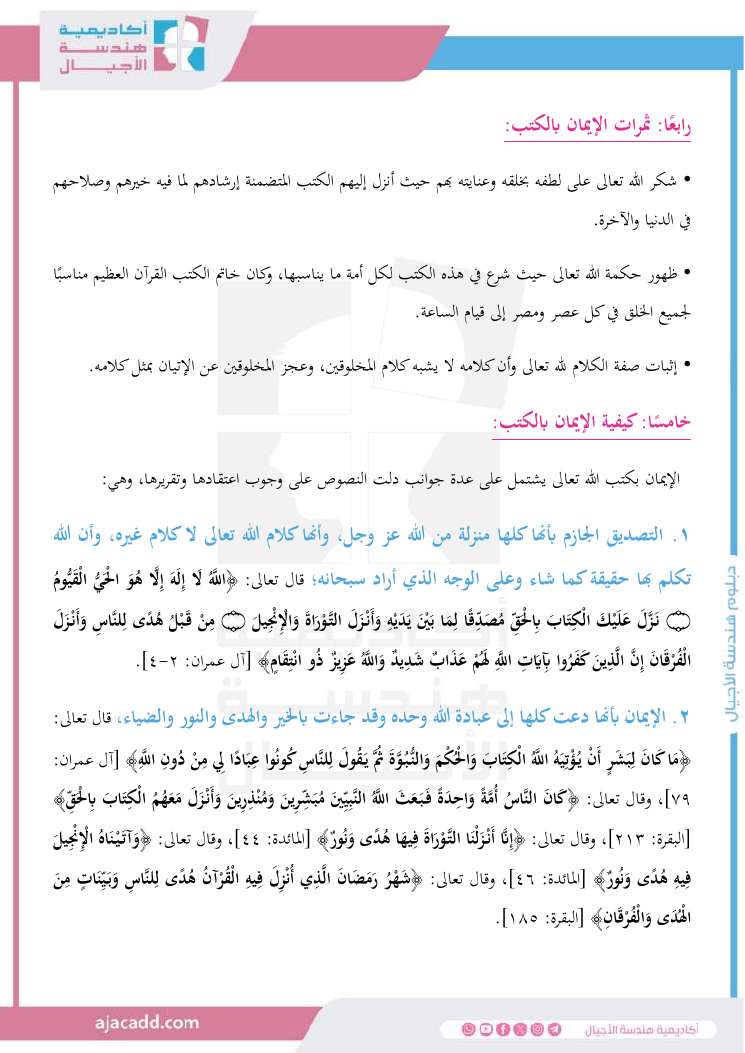 أكاديمية
هندسة
الأجيال
رابعًا: ثمرات الإيمان بالكتب:
• شكر الله تعالى على لطفه بخلقه وعنايته بهم حيث أنزل إليهم الكتب المتضمنة إرشادهم لما فيه خيرهم وصلاحهم
في الدنيا والآخرة.
• ظهور حكمة الله تعالى حيث شرع في هذه الكتب لكل أمة ما يناسبها، وكان خاتم الكتب القرآن العظيم مناسبًا
لجميع الخلق في كل عصر ومصر إلى قيام الساعة.
• إثبات صفة الكلام لله تعالى وأن كلامه لا يشبه كلام المخلوقين، وعجز المخلوقين عن الإتيان بمثل كلامه.
خامسًا: كيفية الإيمان بالكتب:
الإيمان بكتب الله تعالى يشتمل على عدة جوانب دلت النصوص على وجوب اعتقادها وتقريرها، وهي:
١. التصديق الجازم بأنها كلها منزلة من الله عز وجل، وأنها كلام الله تعالى لا كلام غيره، وأن الله
تكلم بها حقيقة كما شاء وعلى الوجه الذي أراد سبحانه؛ قال تعالى: ﴿اللَّهُ لَا إِلَهَ إِلَّا هُوَ الْحَيُّ الْقَيُّومُ
۝ نَزَّلَ عَلَيْكَ الْكِتَابَ بِالْحَقِّ مُصَدِّقًا لِمَا بَيْنَ يَدَيْهِ وَأَنْزَلَ التَّوْرَاةَ وَالْإِنْجِيلَ ۝ مِنْ قَبْلُ هُدًى لِلنَّاسِ وَأَنْزَلَ
الْفُرْقَانَ إِنَّ الَّذِينَ كَفَرُوا بِآيَاتِ اللَّهِ لَهُمْ عَذَابٌ شَدِيدٌ وَاللَّهُ عَزِيزٌ ذُو انْتِقَامٍ﴾ [آل عمران: ٢-٤].
٢. الإيمان بأنها دعت كلها إلى عبادة الله وحده وقد جاءت بالخير والهدى والنور والضياء، قال تعالى:
﴿مَا كَانَ لِبَشَرٍ أَنْ يُؤْتِيَهُ اللَّهُ الْكِتَابَ وَالْحُكْمَ وَالنُّبُوَّةَ ثُمَّ يَقُولَ لِلنَّاسِ كُونُوا عِبَادًا لِي مِنْ دُونِ اللَّهِ﴾ [آل عمران:
٧٩]، وقال تعالى: ﴿كَانَ النَّاسُ أُمَّةً وَاحِدَةً فَبَعَثَ اللَّهُ النَّبِيِّينَ مُبَشِّرِينَ وَمُنْذِرِينَ وَأَنْزَلَ مَعَهُمُ الْكِتَابَ بِالْحَقِّ﴾
[البقرة: ٢١٣]، وقال تعالى: ﴿إِنَّا أَنْزَلْنَا التَّوْرَاةَ فِيهَا هُدًى وَنُورٌ﴾ [المائدة: ٤٤]، وقال تعالى: ﴿وَآتَيْنَاهُ الْإِنْجِيلَ
فِيهِ هُدًى وَنُورٌ﴾ [المائدة: ٤٦]، وقال تعالى: ﴿شَهْرُ رَمَضَانَ الَّذِي أُنْزِلَ فِيهِ الْقُرْآنُ هُدًى لِلنَّاسِ وَبَيِّنَاتٍ مِنَ
الْهُدَى وَالْفُرْقَانِ﴾ [البقرة: ١٨٥].
دبلوم هندسة الأجيال
أكاديمية
هندسة
الأجيال
أكاديمية هندسة الأجيال
ajacadd.com